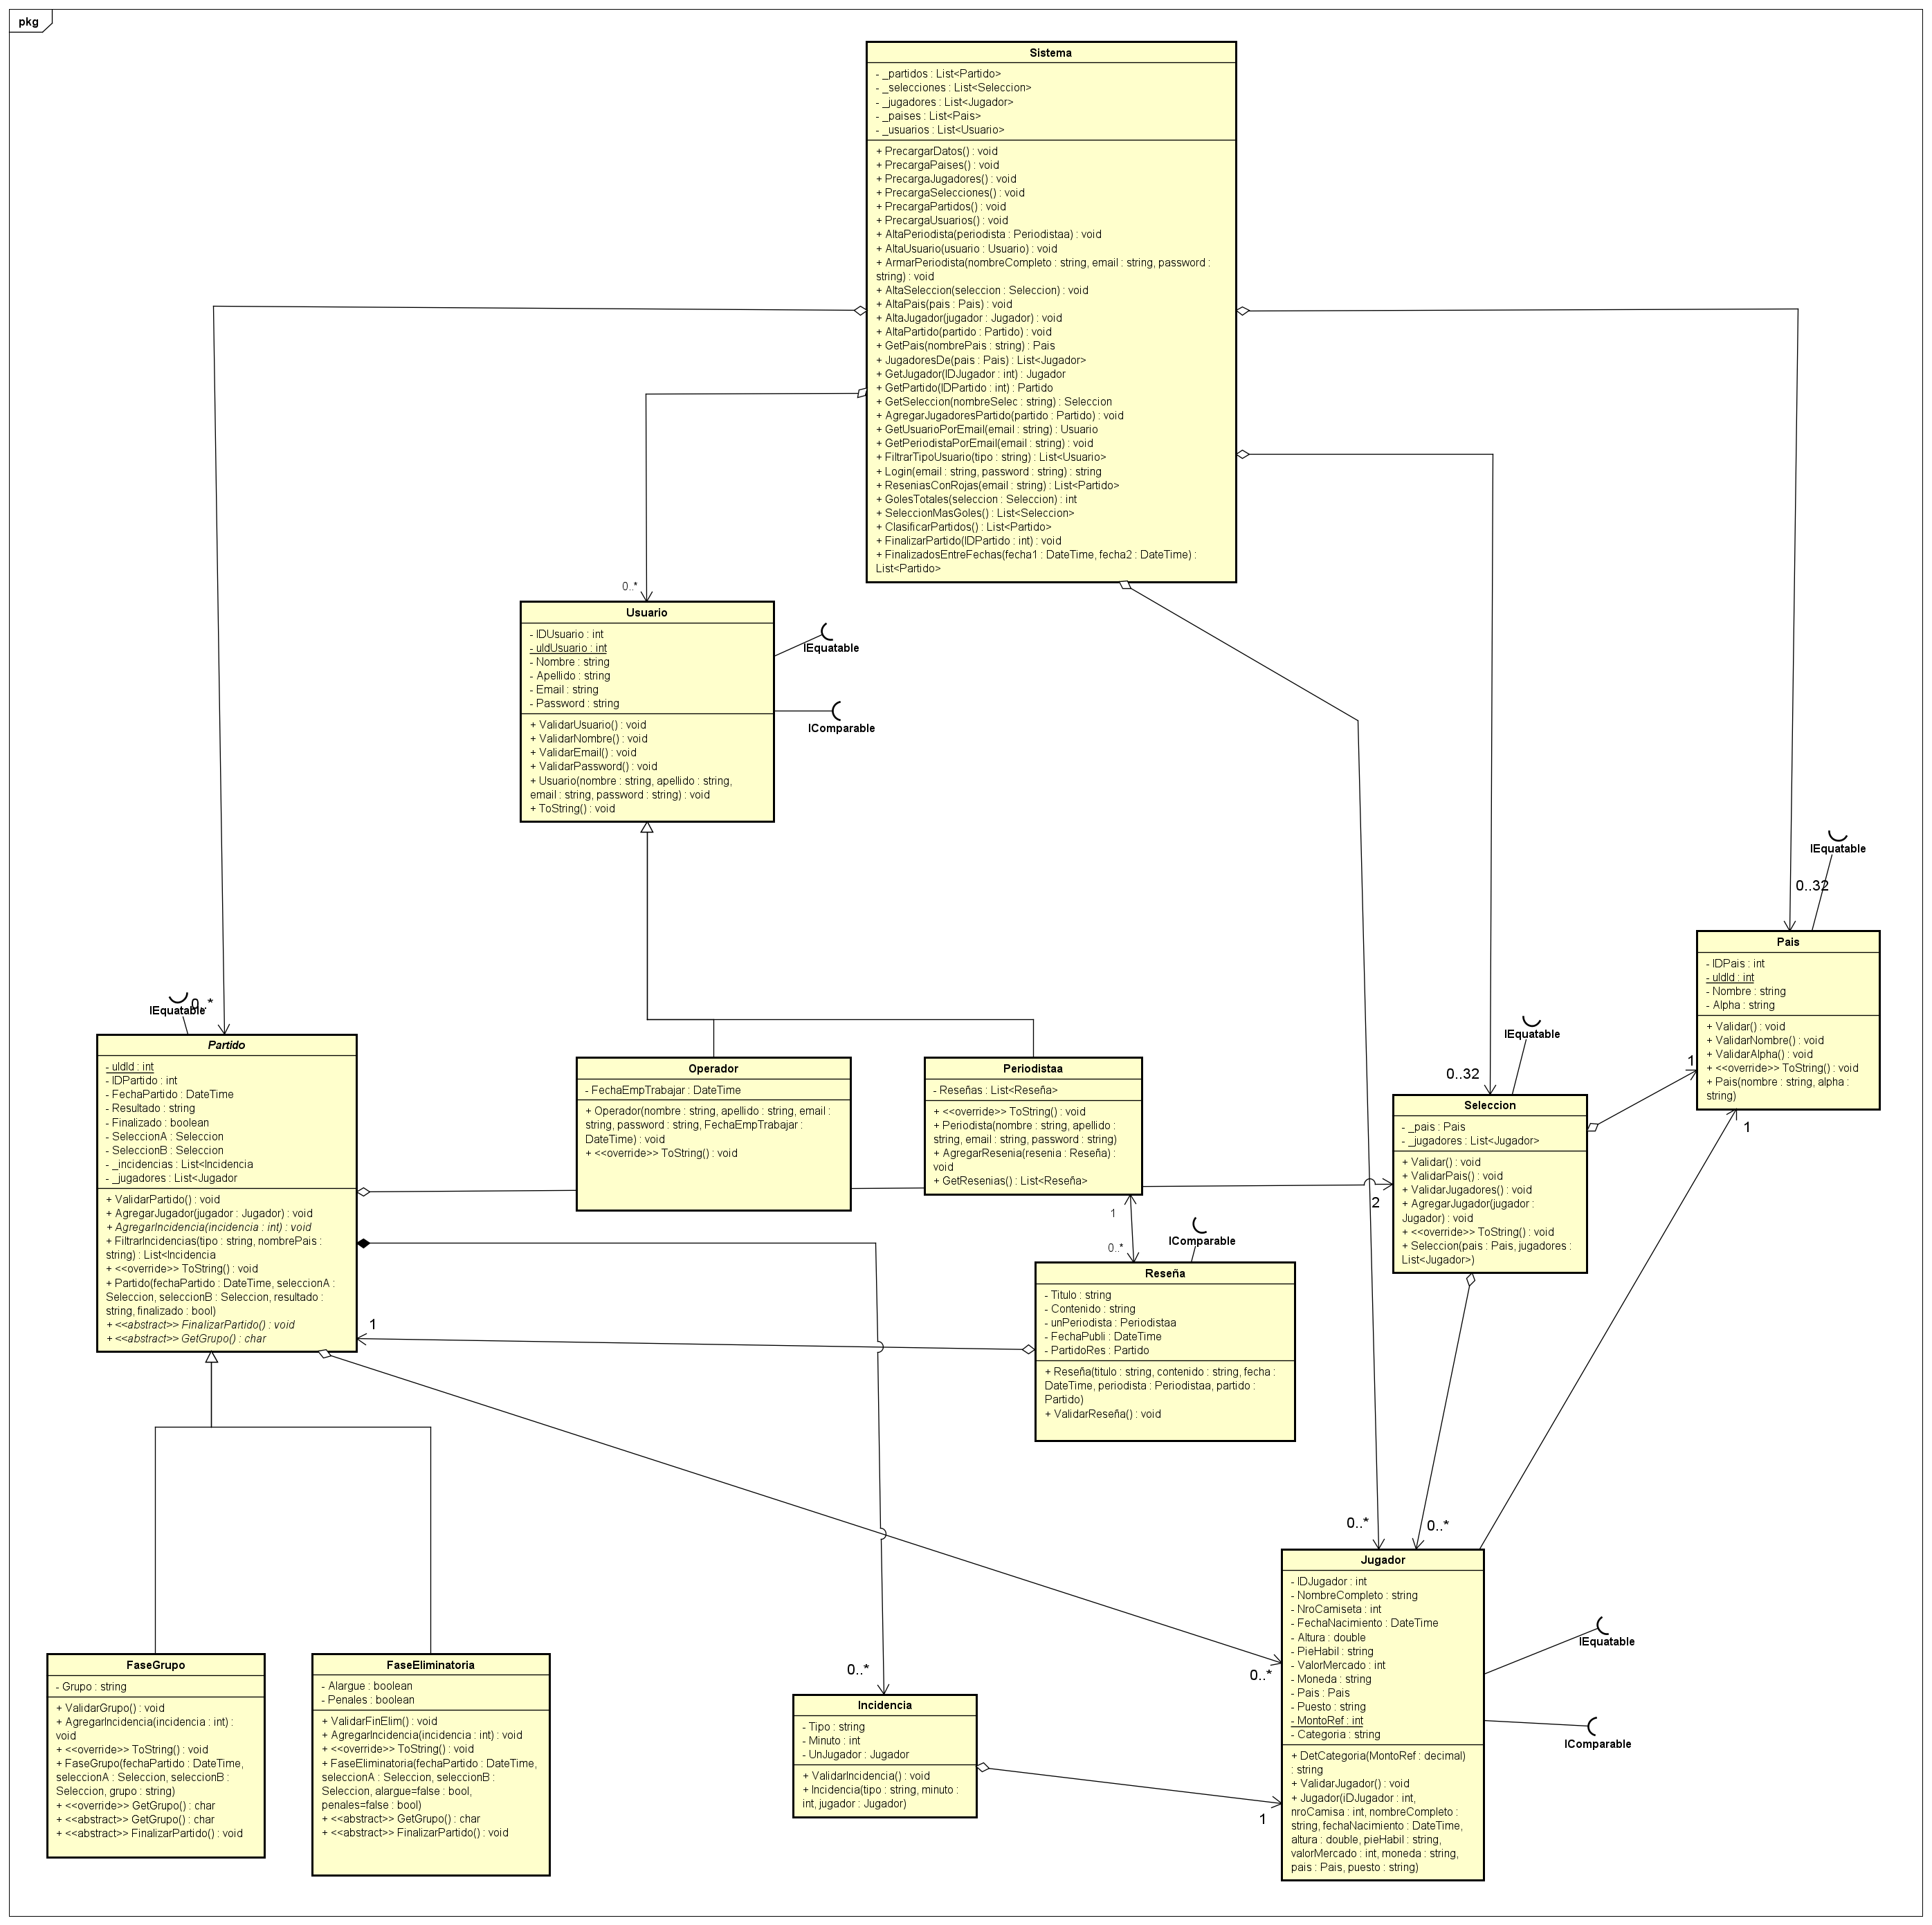 pkg
Sistema
- _partidos : List<Partido>
- _selecciones : List<Seleccion>
- _jugadores : List<Jugador>
- _paises : List<Pais>
- _usuarios : List<Usuario>
+ PrecargarDatos() : void
+ PrecargaPaises() : void
+ PrecargaJugadores() : void
+ PrecargaSelecciones() : void
+ PrecargaPartidos() : void
+ PrecargaUsuarios() : void
+ AltaPeriodista(periodista : Periodistaa) : void
+ AltaUsuario(usuario : Usuario) : void
+ ArmarPeriodista(nombreCompleto : string, email : string, password :
string) : void
+ AltaSeleccion(seleccion : Seleccion) : void
+ AltaPais(pais : Pais) : void
+ AltaJugador(jugador : Jugador) : void
+ AltaPartido(partido : Partido) : void
+ GetPais(nombrePais : string) : Pais
+ JugadoresDe(pais : Pais) : List<Jugador>
+ GetJugador(IDJugador : int) : Jugador
+ GetPartido(IDPartido : int) : Partido
+ GetSeleccion(nombreSelec : string) : Seleccion
+ AgregarJugadoresPartido(partido : Partido) : void
+ GetUsuarioPorEmail(email : string) : Usuario
+ GetPeriodistaPorEmail(email : string) : void
+ FiltrarTipoUsuario(tipo : string) : List<Usuario>
+ Login(email : string, password : string) : string
+ ReseniasConRojas(email : string) : List<Partido>
+ GolesTotales(seleccion : Seleccion) : int
+ SeleccionMasGoles() : List<Seleccion>
+ ClasificarPartidos() : List<Partido>
+ FinalizarPartido(IDPartido : int) : void
+ FinalizadosEntreFechas(fecha1 : DateTime, fecha2 : DateTime) :
List<Partido>
0..*
Usuario
- IDUsuario : int
- uldUsuario : int
- Nombre : string
- Apellido : string
- Email : string
- Password : string
+ ValidarUsuario() : void
+ ValidarNombre() : void
+ ValidarEmail() : void
+ ValidarPassword() : void
+ Usuario(nombre : string, apellido : string,
email : string, password : string) : void
+ ToString() : void
IEquatable
IComparable
IEquatable
0..32
Pais
- IDPais : int
- uldId : int
- Nombre : string
- Alpha : string
+ Validar() : void
+ ValidarNombre() : void
+ ValidarAlpha() : void
+ <<override>> ToString() : void
+ Pais(nombre : string, alpha :
string)
1
1
IEquatable
0..*
Partido
- uldId : int
- IDPartido : int
- FechaPartido : DateTime
- Resultado : string
- Finalizado : boolean
- SeleccionA : Seleccion
- SeleccionB : Seleccion
- _incidencias : List<Incidencia
- _jugadores : List<Jugador
+ ValidarPartido() : void
+ AgregarJugador(jugador : Jugador) : void
+ AgregarIncidencia(incidencia : int) : void
+ FiltrarIncidencias(tipo : string, nombrePais :
string) : List<Incidencia
+ <<override>> ToString() : void
+ Partido(fechaPartido : DateTime, seleccionA :
Seleccion, seleccionB : Seleccion, resultado :
string, finalizado : bool)
+ <<abstract>> FinalizarPartido() : void
+ <<abstract>> GetGrupo() : char
1
Operador
- FechaEmpTrabajar : DateTime
+ Operador(nombre : string, apellido : string, email :
string, password : string, FechaEmpTrabajar :
DateTime) : void
+ <<override>> ToString() : void
Periodistaa
- Reseñas : List<Reseña>
+ <<override>> ToString() : void
+ Periodista(nombre : string, apellido :
string, email : string, password : string)
+ AgregarResenia(resenia : Reseña) :
void
+ GetResenias() : List<Reseña>
1
0..*
IEquatable
0..32
Seleccion
- _pais : Pais
- _jugadores : List<Jugador>
+ Validar() : void
+ ValidarPais() : void
+ ValidarJugadores() : void
+ AgregarJugador(jugador :
Jugador) : void
+ <<override>> ToString() : void
+ Seleccion(pais : Pais, jugadores :
List<Jugador>)
2
IComparable
Reseña
- Titulo : string
- Contenido : string
- unPeriodista : Periodistaa
- FechaPubli : DateTime
- PartidoRes : Partido
+ Reseña(titulo : string, contenido : string, fecha :
DateTime, periodista : Periodistaa, partido :
Partido)
+ ValidarReseña() : void
0..*
0..*
0..*
Jugador
- IDJugador : int
- NombreCompleto : string
- NroCamiseta : int
- FechaNacimiento : DateTime
- Altura : double
- PieHabil : string
- ValorMercado : int
- Moneda : string
- Pais : Pais
- Puesto : string
- MontoRef : int
- Categoria : string
+ DetCategoria(MontoRef : decimal)
: string
+ ValidarJugador() : void
+ Jugador(iDJugador : int,
nroCamisa : int, nombreCompleto :
string, fechaNacimiento : DateTime,
altura : double, pieHabil : string,
valorMercado : int, moneda : string,
pais : Pais, puesto : string)
IEquatable
IComparable
FaseGrupo
- Grupo : string
+ ValidarGrupo() : void
+ AgregarIncidencia(incidencia : int) :
void
+ <<override>> ToString() : void
+ FaseGrupo(fechaPartido : DateTime,
seleccionA : Seleccion, seleccionB :
Seleccion, grupo : string)
+ <<override>> GetGrupo() : char
+ <<abstract>> GetGrupo() : char
+ <<abstract>> FinalizarPartido() : void
FaseEliminatoria
- Alargue : boolean
- Penales : boolean
+ ValidarFinElim() : void
+ AgregarIncidencia(incidencia : int) : void
+ <<override>> ToString() : void
+ FaseEliminatoria(fechaPartido : DateTime,
seleccionA : Seleccion, seleccionB :
Seleccion, alargue=false : bool,
penales=false : bool)
+ <<abstract>> GetGrupo() : char
+ <<abstract>> FinalizarPartido() : void
0..*
Incidencia
- Tipo : string
- Minuto : int
- UnJugador : Jugador
+ ValidarIncidencia() : void
+ Incidencia(tipo : string, minuto :
int, jugador : Jugador)
1